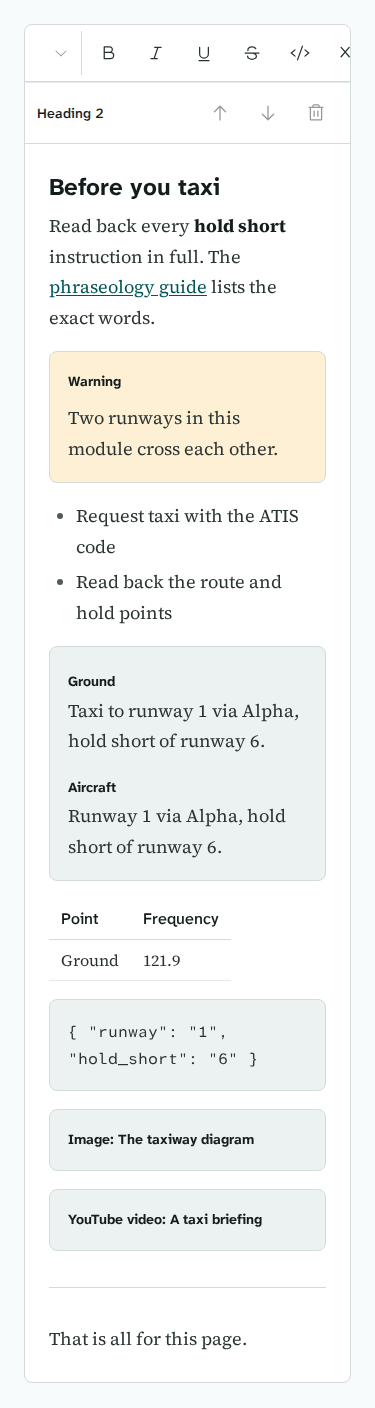 B I U S </> X
Heading 2
Before you taxi
Read back every hold short
instruction in full. The
phraseology guide lists the
exact words.
Warning
Two runways in this
module cross each other.
Request taxi with the ATIS
code
Read back the route and
hold points
Ground
Taxi to runway 1 via Alpha,
hold short of runway 6.
Aircraft
Runway 1 via Alpha, hold
short of runway 6.
Point Frequency
Ground 121.9
{ "runway": "1",
"hold_short": "6" }
Image: The taxiway diagram
YouTube video: A taxi briefing
That is all for this page.